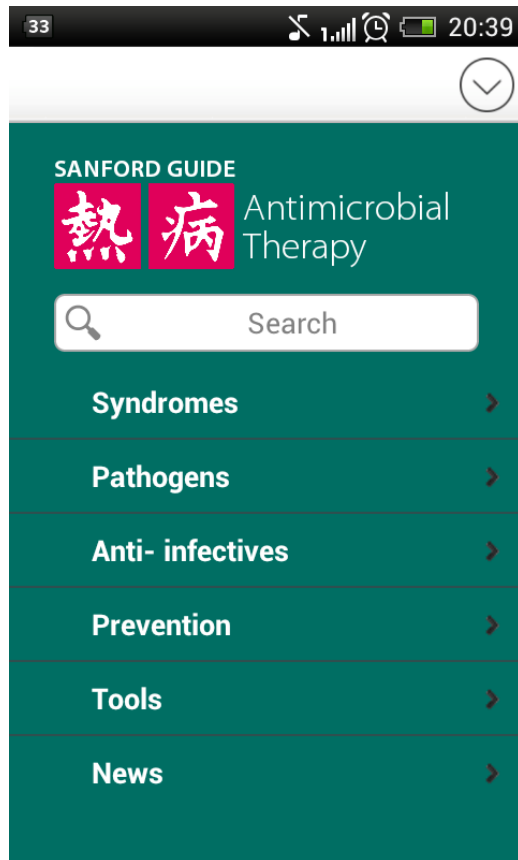 33
20:39
SANFORD GUIDE
熱病 Antimicrobial
Therapy
Search
Syndromes
Pathogens
Anti- infectives
Prevention
Tools
News